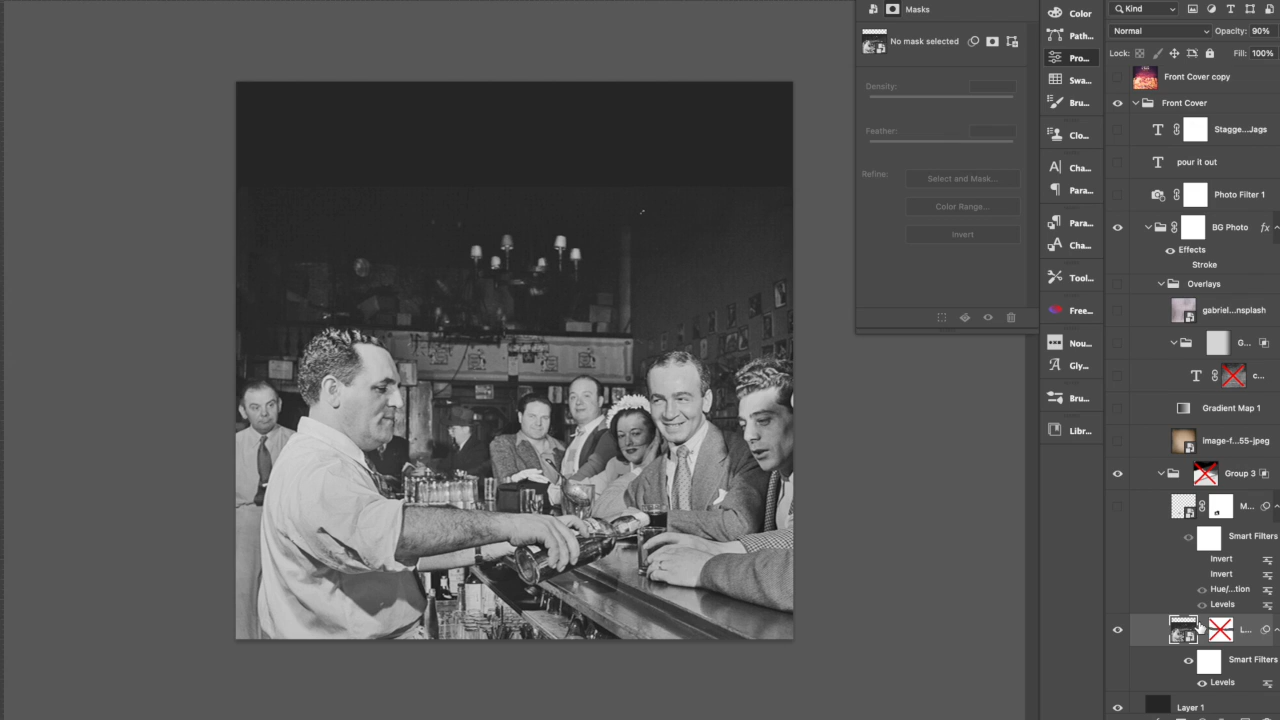 Masks
No mask selected
Density:
Feather:
Refine:
Select and Mask...
Color Range...
Invert
Color
Path...
Pro...
Swa...
Bru...
Clo...
Cha...
Para...
Para...
Cha...
Tool...
Free...
Nou...
Gly...
Bru...
Libr...
Kind
Normal Opacity: 90%
Lock: Fill: 100%
Front Cover copy
Front Cover
Stagge...Jags
pour it out
Photo Filter 1
BG Photo fx
Effects
Stroke
Overlays
gabriel...nsplash
G...
c...
Gradient Map 1
image-f...55-jpeg
Group 3
M...
Smart Filters
Invert
Invert
Hue/...tion
Levels
L...
Smart Filters
Levels
Layer 1